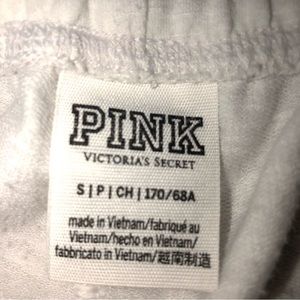 PINK
VICTORIA'S SECRET
S | P | CH | 170/68A
made in Vietnam/fabriqué au
Vietnam/hecho en Vietnam/
fabbricato in Vietnam/越南制造